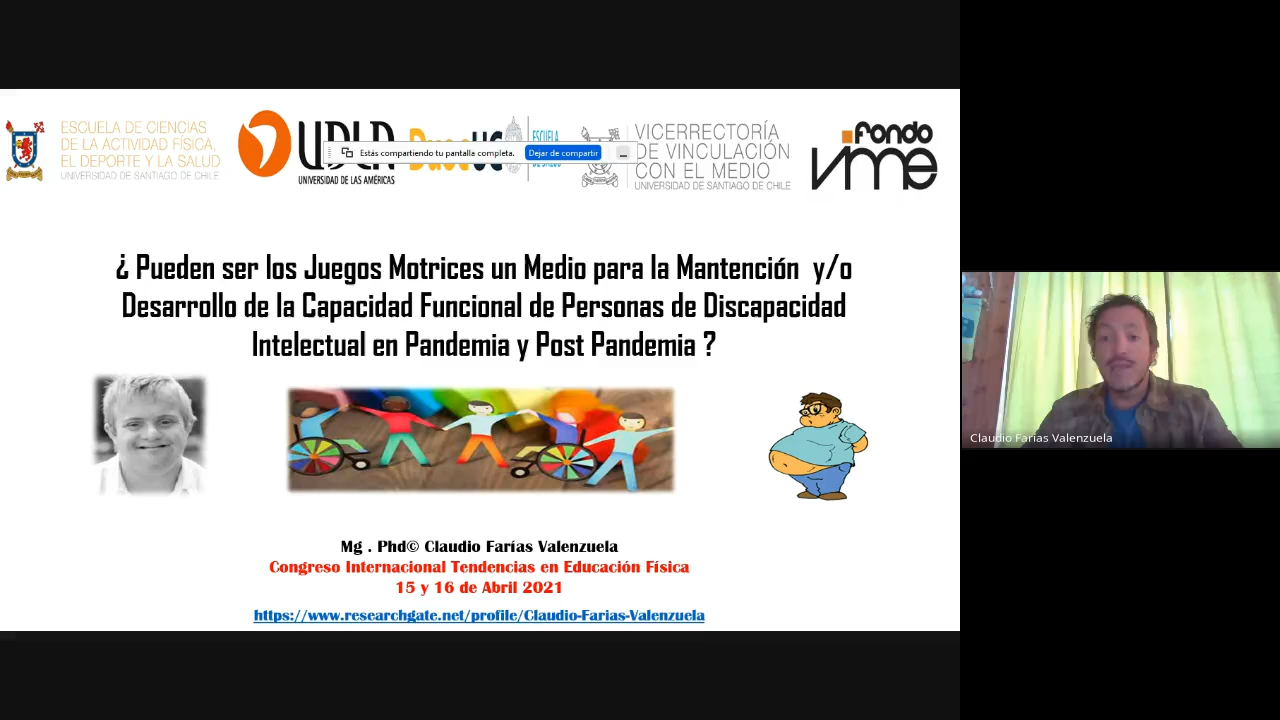 ESCUELA DE CIENCIAS
DE LA ACTIVIDAD FÍSICA,
EL DEPORTE Y LA SALUD
UNIVERSIDAD DE SANTIAGO DE CHILE
UDLA
UNIVERSIDAD DE LAS AMÉRICAS
Estás compartiendo tu pantalla completa.
Dejar de compartir
VICERRECTORÍA
DE VINCULACIÓN
CON EL MEDIO
UNIVERSIDAD DE SANTIAGO DE CHILE
fondo
vme
¿ Pueden ser los Juegos Motrices un Medio para la Mantención y/o
Desarrollo de la Capacidad Funcional de Personas de Discapacidad
Intelectual en Pandemia y Post Pandemia ?
Mg . Phd© Claudio Farías Valenzuela
Congreso Internacional Tendencias en Educación Física
15 y 16 de Abril 2021
https://www.researchgate.net/profile/Claudio-Farias-Valenzuela
Claudio Farías Valenzuela